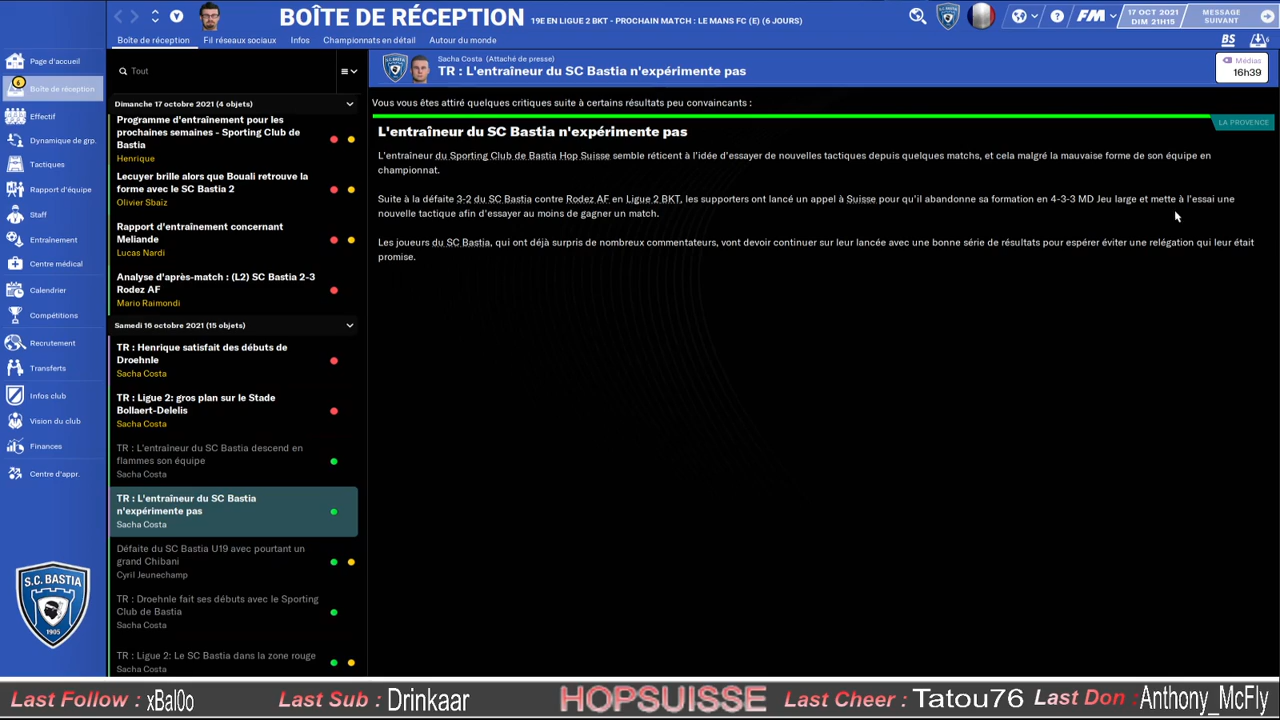 BOÎTE DE RÉCEPTION
19E EN LIGUE 2 BKT - PROCHAIN MATCH : LE MANS FC (E) (6 JOURS)
FM
17 OCT 2021
DIM 21H15
MESSAGE
SUIVANT
Boîte de réception
Fil réseaux sociaux
Infos
Championnats en détail
Autour du monde
BS
6
Page d'accueil
6
Boîte de réception
Effectif
Dynamique de grp.
Tactiques
Rapport d'équipe
Staff
Entraînement
Centre médical
Calendrier
Compétitions
Recrutement
Transferts
Infos club
Vision du club
Finances
Centre d'appr.
S.C. BASTIA
1905
Tout
Dimanche 17 octobre 2021 (4 objets)
Programme d'entraînement pour les
prochaines semaines - Sporting Club de
Bastia
Henrique
Lecuyer brille alors que Bouali retrouve la
forme avec le SC Bastia 2
Olivier Sbaiz
Rapport d'entraînement concernant
Meliande
Lucas Nardi
Analyse d'après-match : (L2) SC Bastia 2-3
Rodez AF
Mario Raimondi
Samedi 16 octobre 2021 (15 objets)
TR : Henrique satisfait des débuts de
Droehnle
Sacha Costa
TR : Ligue 2: gros plan sur le Stade
Bollaert-Delelis
Sacha Costa
TR : L'entraîneur du SC Bastia descend en
flammes son équipe
Sacha Costa
TR : L'entraîneur du SC Bastia
n'expérimente pas
Sacha Costa
Défaite du SC Bastia U19 avec pourtant un
grand Chibani
Cyril Jeunechamp
TR : Droehnle fait ses débuts avec le Sporting
Club de Bastia
Sacha Costa
TR : Ligue 2: Le SC Bastia dans la zone rouge
Sacha Costa
Sacha Costa (Attaché de presse)
TR : L'entraîneur du SC Bastia n'expérimente pas
Médias
16h39
Vous vous êtes attiré quelques critiques suite à certains résultats peu convaincants :
LA PROVENCE
L'entraîneur du SC Bastia n'expérimente pas
L'entraîneur du Sporting Club de Bastia Hop Suisse semble réticent à l'idée d'essayer de nouvelles tactiques depuis quelques matchs, et cela malgré la mauvaise forme de son équipe en
championnat.
Suite à la défaite 3-2 du SC Bastia contre Rodez AF en Ligue 2 BKT, les supporters ont lancé un appel à Suisse pour qu'il abandonne sa formation en 4-3-3 MD Jeu large et mette à l'essai une
nouvelle tactique afin d'essayer au moins de gagner un match.
Les joueurs du SC Bastia, qui ont déjà surpris de nombreux commentateurs, vont devoir continuer sur leur lancée avec une bonne série de résultats pour espérer éviter une relégation qui leur était
promise.
Last Follow : xBal0o
Last Sub : Drinkaar
HOPSUISSE
Last Cheer : Tatou76
Last Don : Anthony_McFly